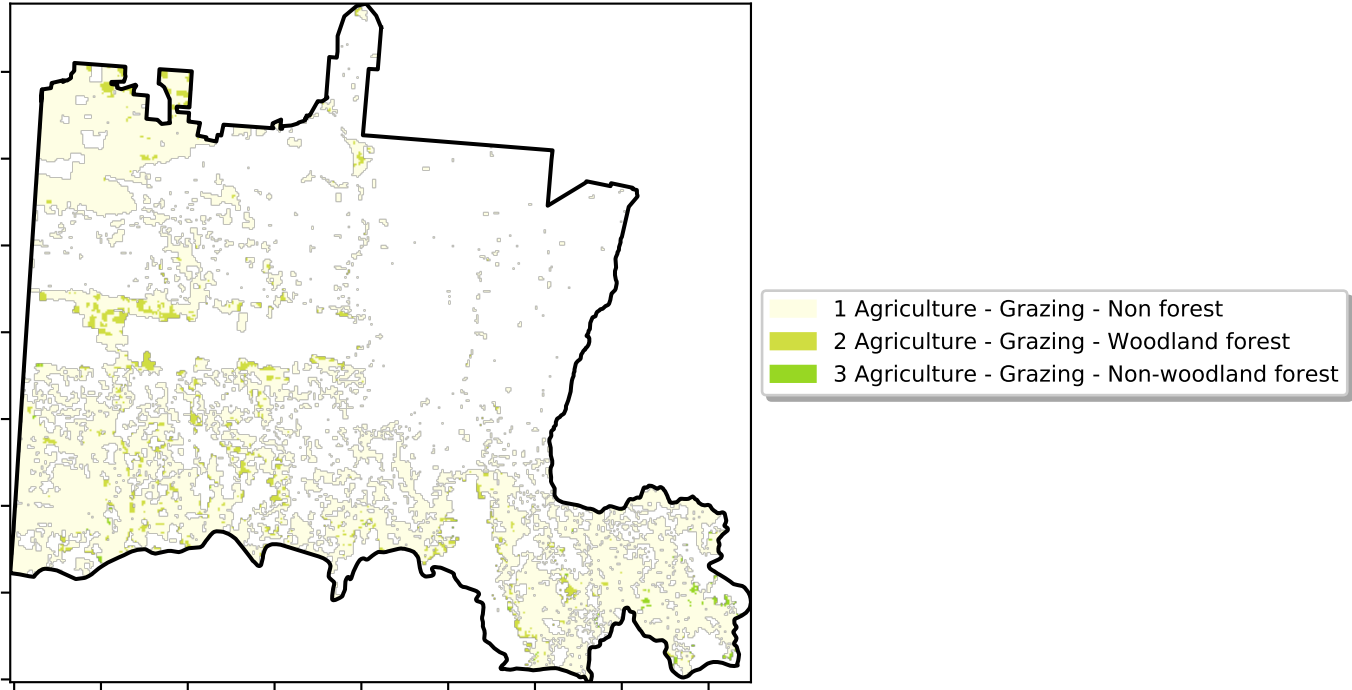 1 Agriculture - Grazing - Non forest
2 Agriculture - Grazing - Woodland forest
3 Agriculture - Grazing - Non-woodland forest